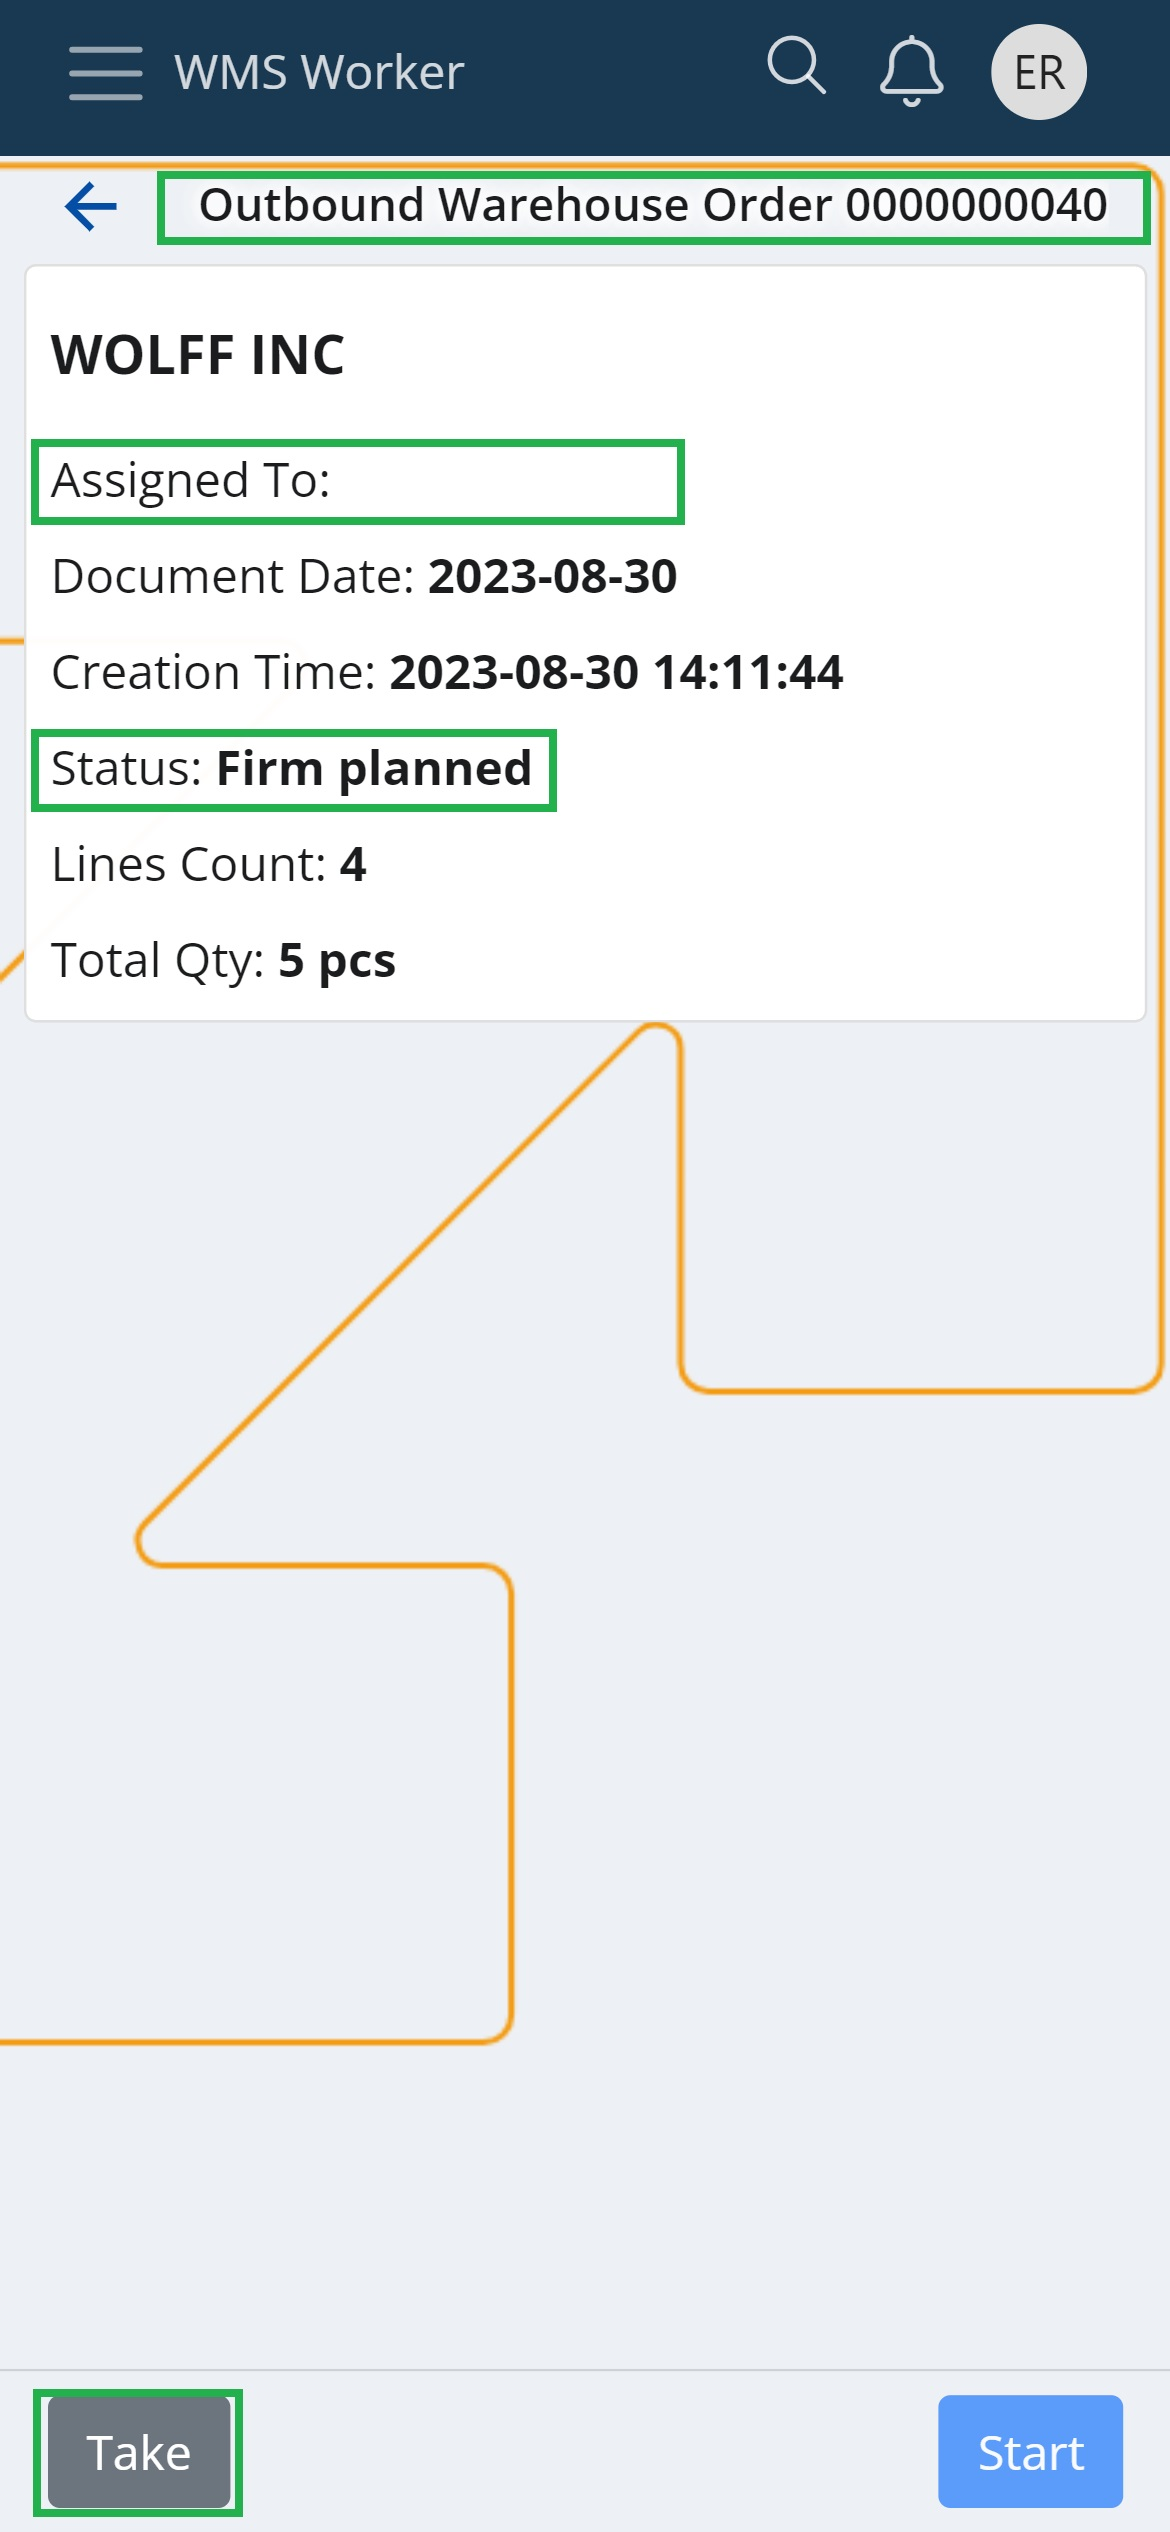 WMS Worker
ER
Outbound Warehouse Order 0000000040
WOLFF INC
Assigned To:
Document Date: 2023-08-30
Creation Time: 2023-08-30 14:11:44
Status: Firm planned
Lines Count: 4
Total Qty: 5 pcs
Take
Start